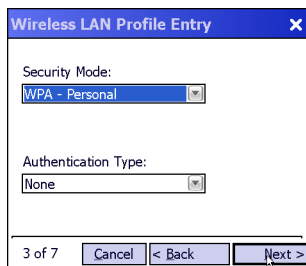 Wireless LAN Profile Entry X
Security Mode:
WPA - Personal
Authentication Type:
None
3 of 7 Cancel < Back Next >